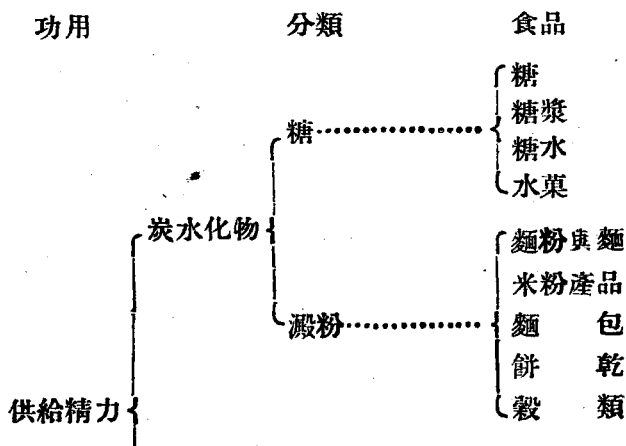 功用 分類 食品
糖
糖漿
糖 糖水
水菓
炭水化物 麵粉與麵
米粉產品
澱粉 麵包
餅乾
供給精力 穀類